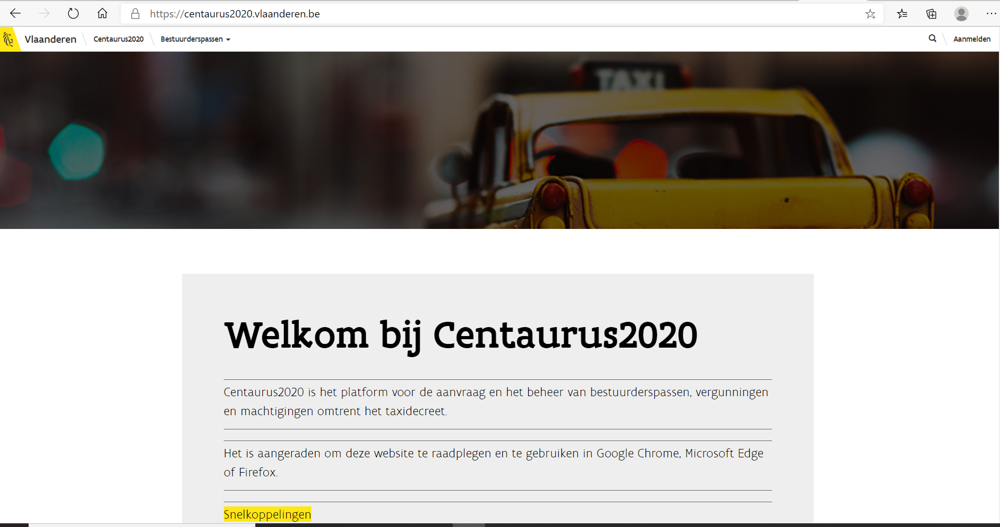 https://centaurus2020.vlaanderen.be
Vlaanderen Centaurus2020 Bestuurderspassen Aanmelden
TAXI
Welkom bij Centaurus2020
Centaurus2020 is het platform voor de aanvraag en het beheer van bestuurderspassen, vergunningen
en machtigingen omtrent het taxidecreet.
Het is aangeraden om deze website te raadplegen en te gebruiken in Google Chrome, Microsoft Edge
of Firefox.
Snelkoppelingen